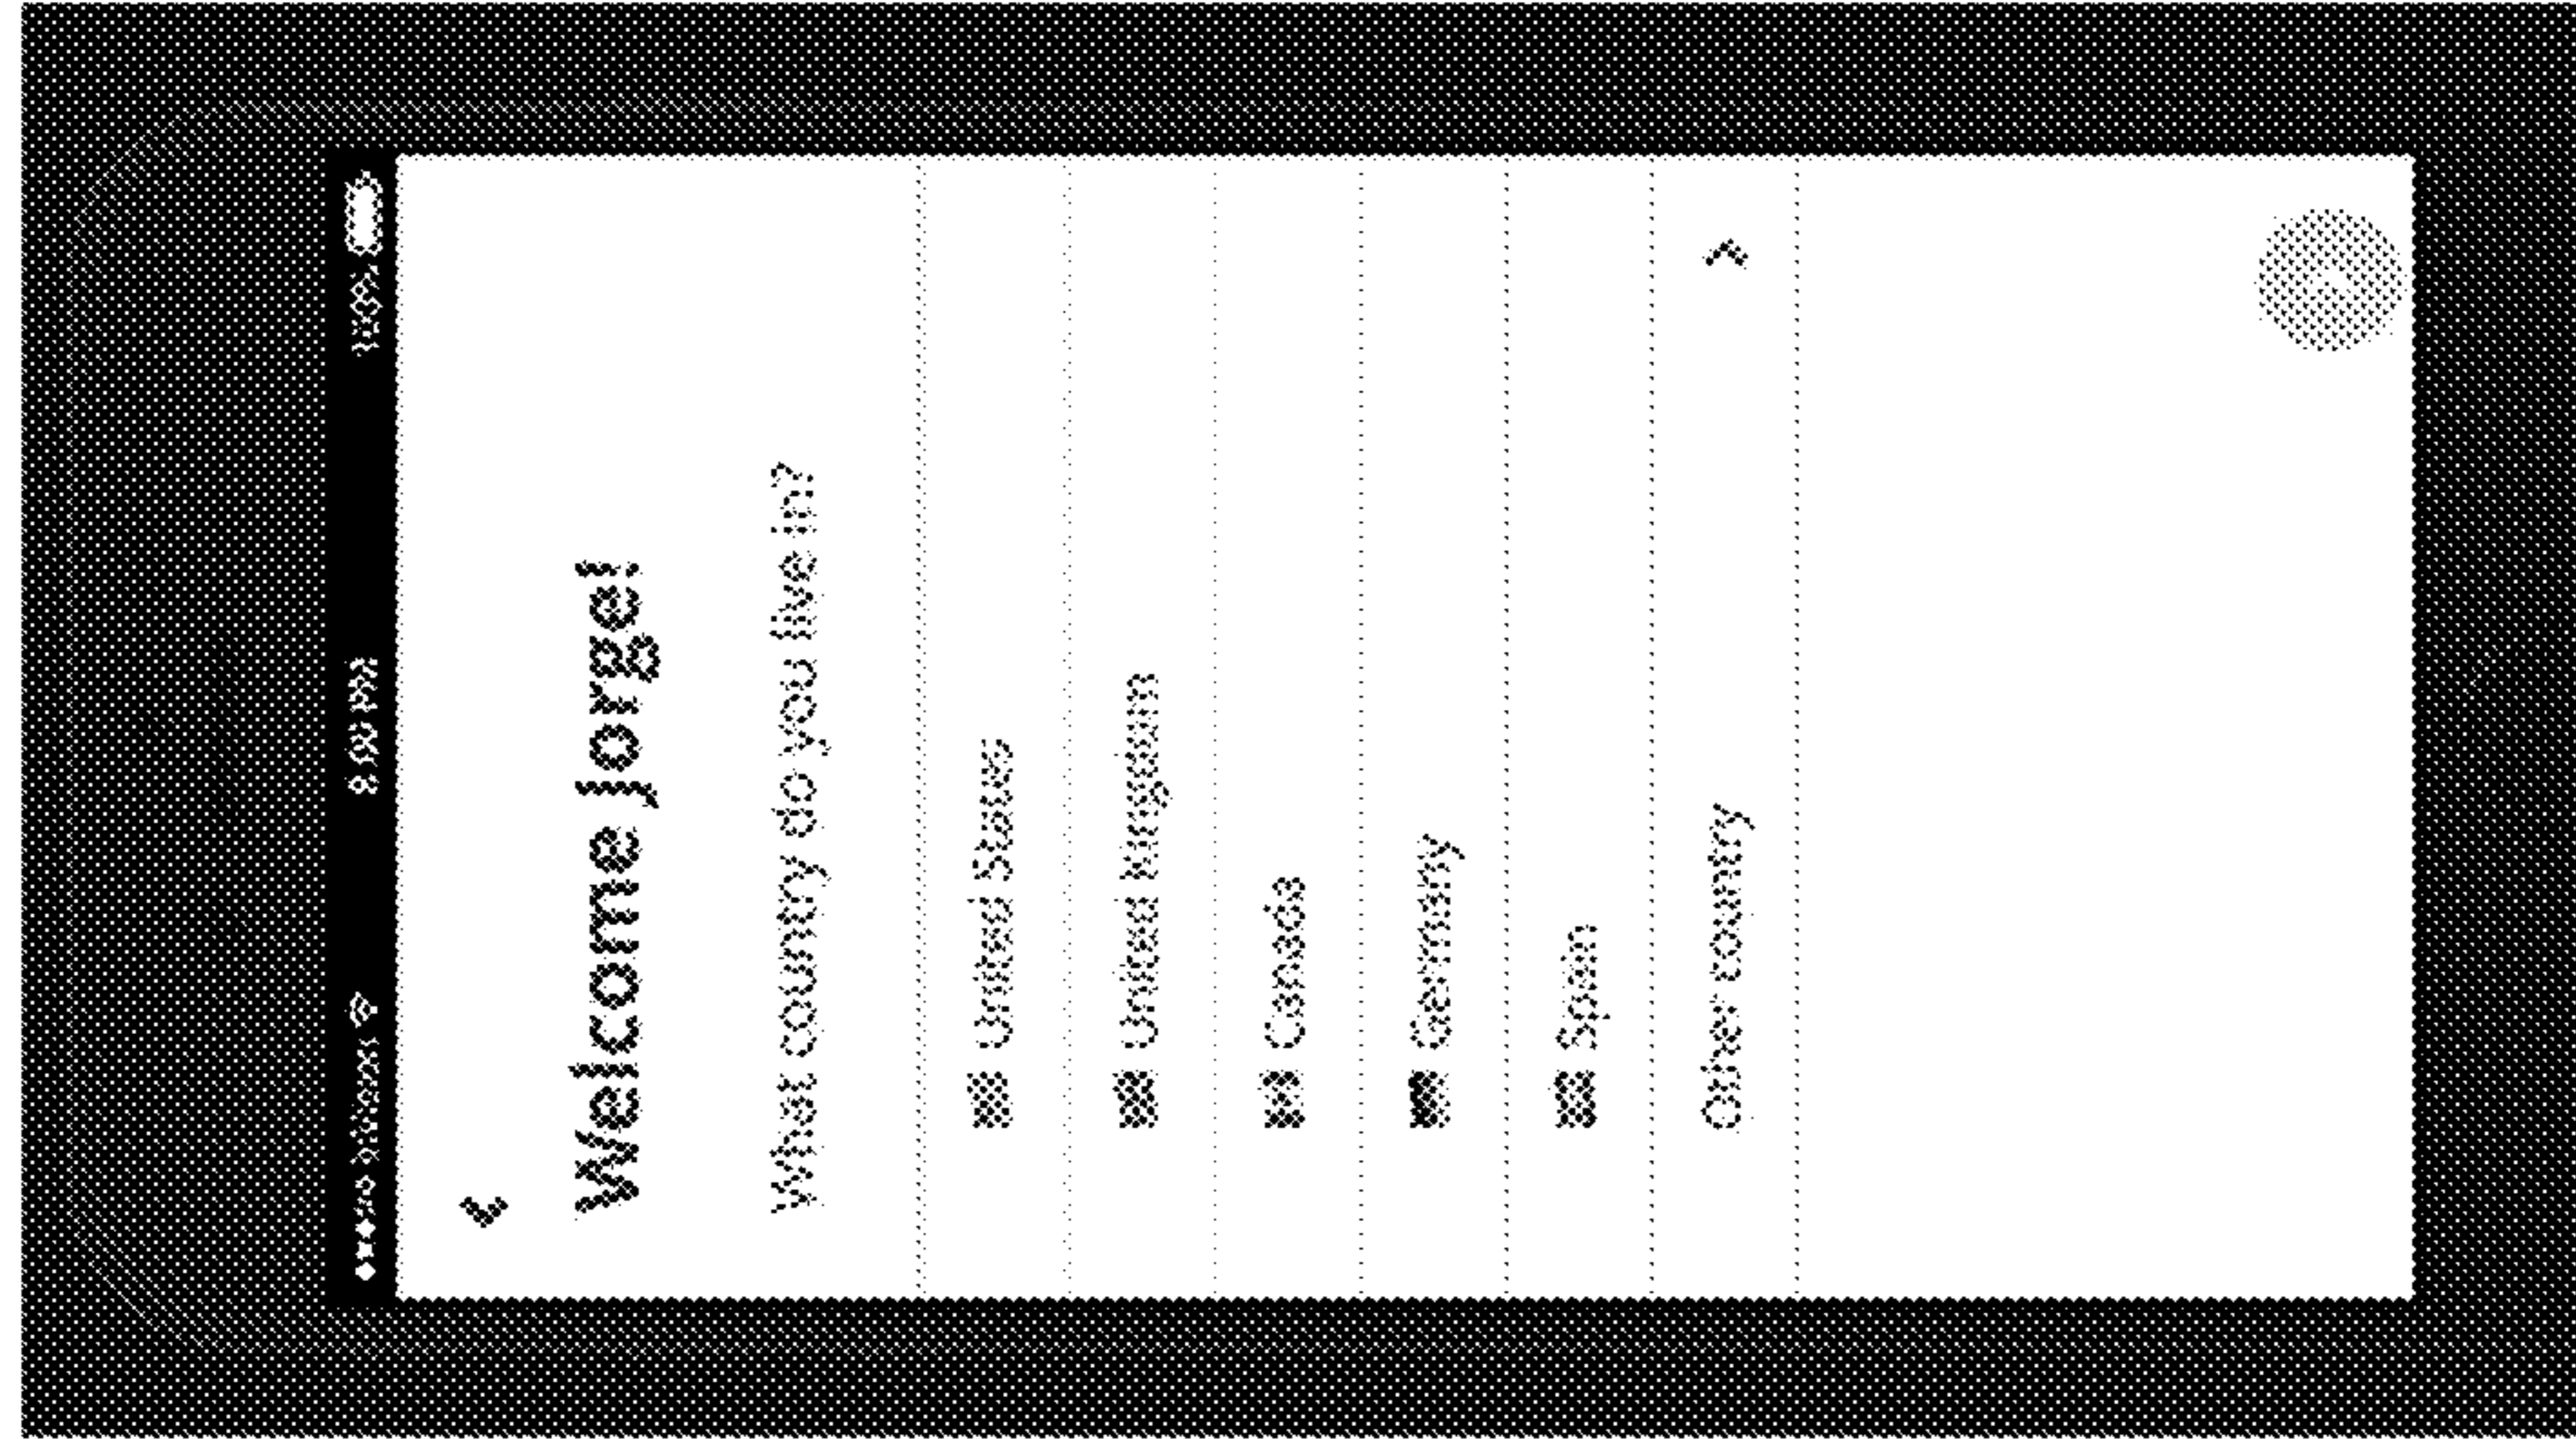 Welcome Jorge!
What country do you live in?
United States
United Kingdom
Canada
Germany
Spain
Other country